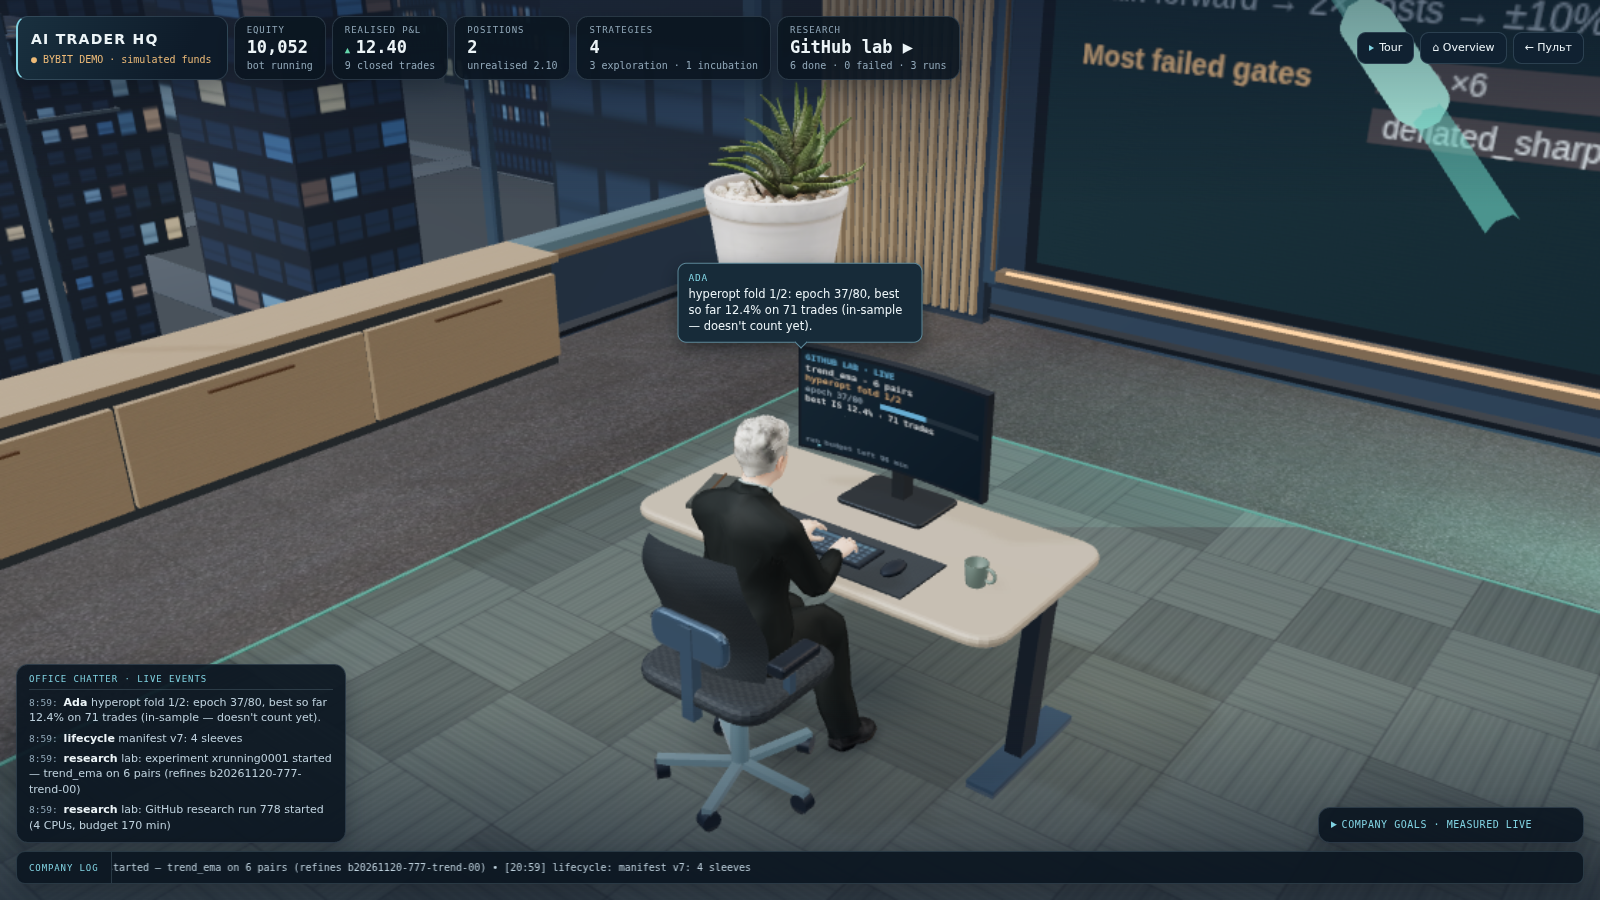 AI TRADER HQ
● BYBIT DEMO · simulated funds
EQUITY
10,052
bot running
REALISED P&L
▲ 12.40
9 closed trades
POSITIONS
2
unrealised 2.10
STRATEGIES
4
3 exploration · 1 incubation
RESEARCH
GitHub lab ▶
6 done · 0 failed · 3 runs
▶ Tour
⌂ Overview
← Пульт
forward → 2× costs → ±10%
Most failed gates
×6
deflated_sharp
ADA
hyperopt fold 1/2: epoch 37/80, best
so far 12.4% on 71 trades (in-sample
— doesn't count yet).
GITHUB LAB · LIVE
trend_ema · 6 pairs
hyperopt fold 1/2
epoch 37/80
best IS 12.4% · 71 trades
run budget left 96 min
OFFICE CHATTER · LIVE EVENTS
8:59: Ada hyperopt fold 1/2: epoch 37/80, best so far
12.4% on 71 trades (in-sample — doesn't count yet).
8:59: lifecycle manifest v7: 4 sleeves
8:59: research lab: experiment xrunning0001 started
— trend_ema on 6 pairs (refines b20261120-777-
trend-00)
8:59: research lab: GitHub research run 778 started
(4 CPUs, budget 170 min)
▶ COMPANY GOALS · MEASURED LIVE
COMPANY LOG
tarted — trend_ema on 6 pairs (refines b20261120-777-trend-00) • [20:59] lifecycle: manifest v7: 4 sleeves